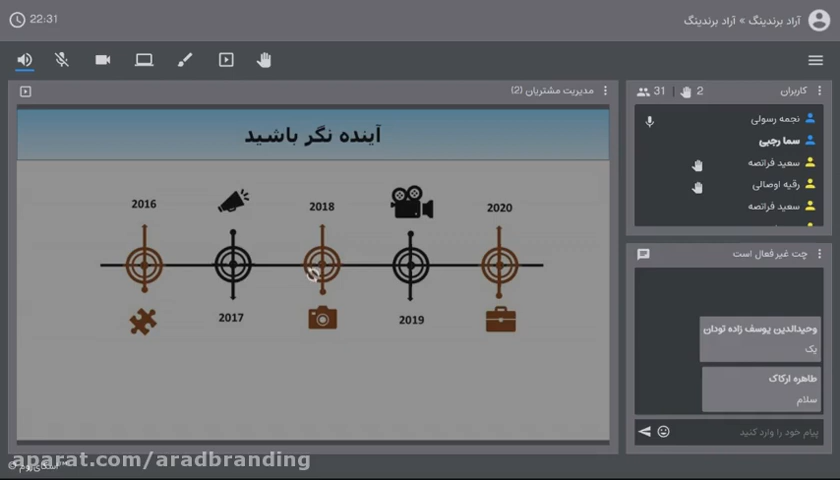 22:31
آراد برندینگ » آراد برندینگ
مدیریت مشتریان (2)
آینده نگر باشید
2016
2018
2020
2017
2019
کاربران
31 | 2
نجمه رسولی
سما رجبی
سعید فراتصه
رقیه اوصالی
سعید فراتصه
چت غیر فعال است
وحیدالدین یوسف زاده تودان
یک
طاهره ارکاک
سلام
پیام خود را وارد کنید
aparat.com/aradbranding
© اسکای‌روم